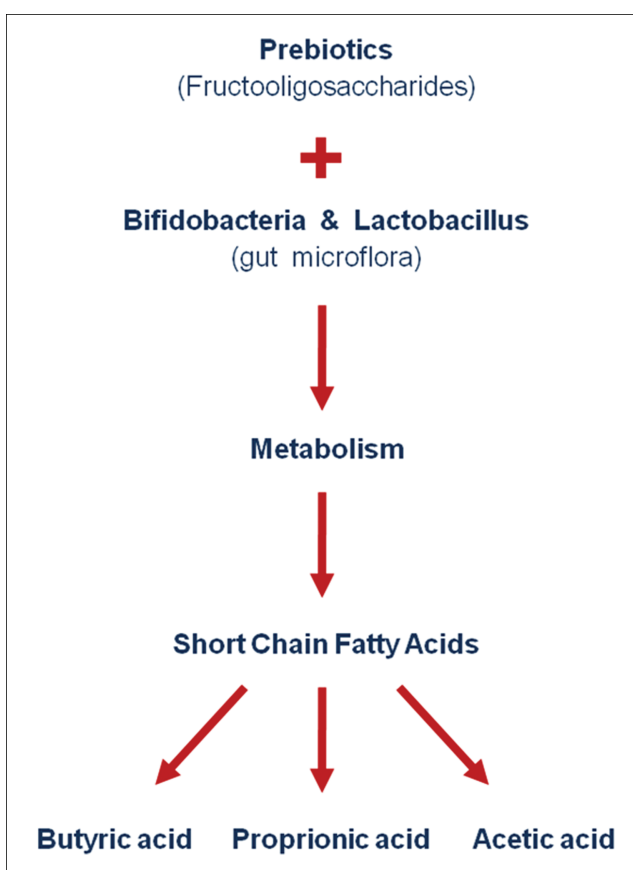 Prebiotics
(Fructooligosaccharides)
Bifidobacteria & Lactobacillus
(gut microflora)
Metabolism
Short Chain Fatty Acids
Butyric acid Proprionic acid Acetic acid